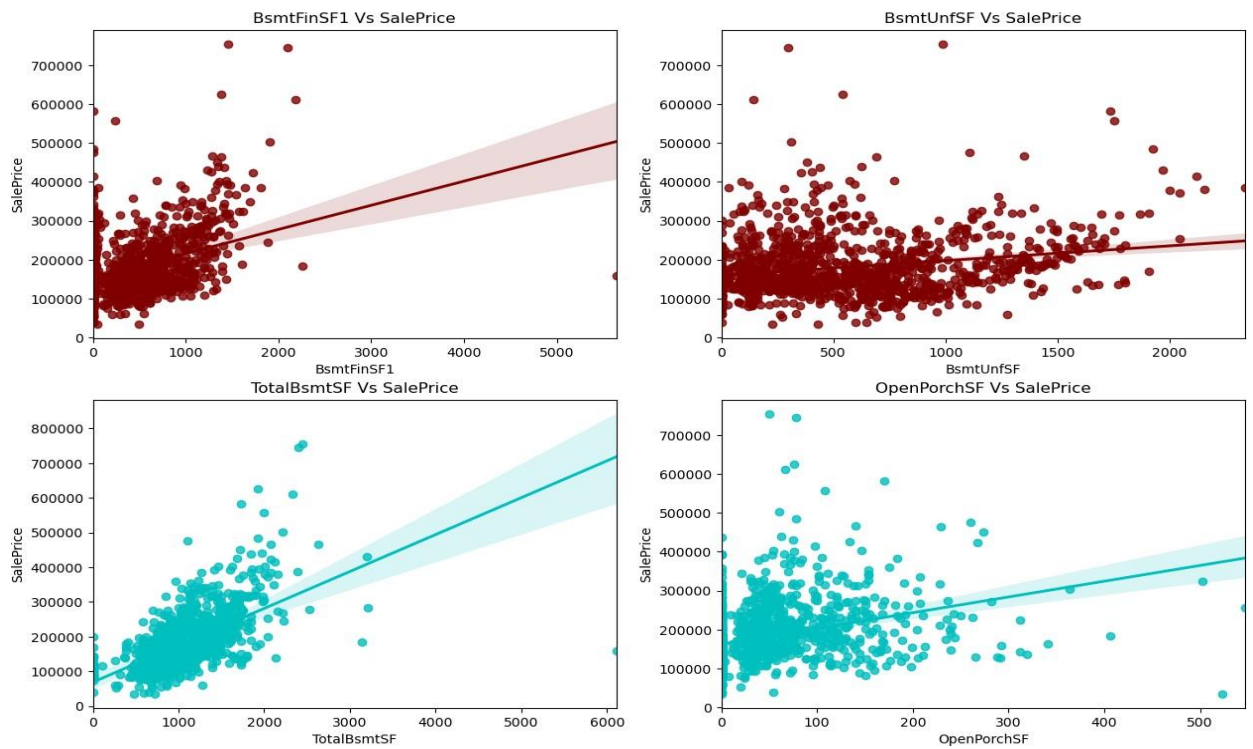 BsmtFinSF1 Vs SalePrice
SalePrice
700000
600000
500000
400000
300000
200000
100000
0
0 1000 2000 3000 4000 5000
BsmtFinSF1
BsmtUnfSF Vs SalePrice
SalePrice
700000
600000
500000
400000
300000
200000
100000
0
0 500 1000 1500 2000
BsmtUnfSF
TotalBsmtSF Vs SalePrice
SalePrice
800000
700000
600000
500000
400000
300000
200000
100000
0
0 1000 2000 3000 4000 5000 6000
TotalBsmtSF
OpenPorchSF Vs SalePrice
SalePrice
700000
600000
500000
400000
300000
200000
100000
0
0 100 200 300 400 500
OpenPorchSF